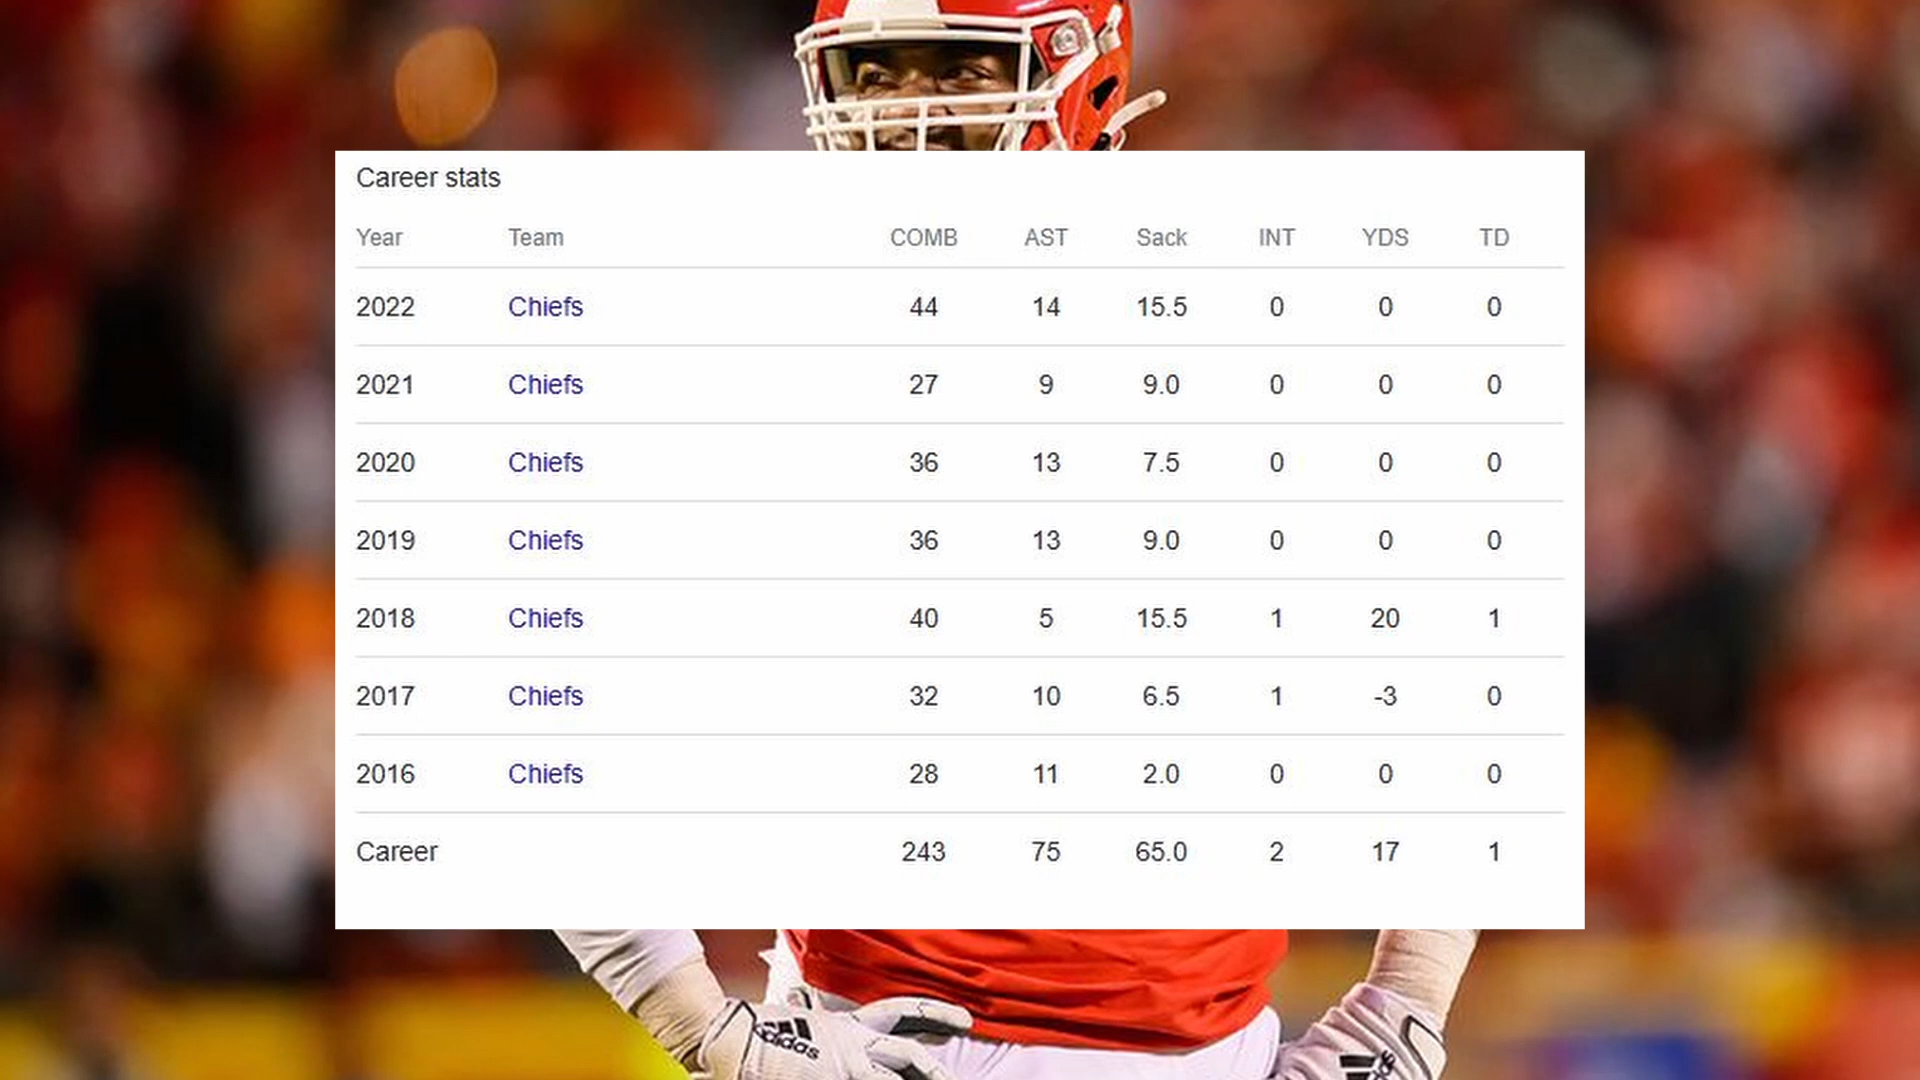 Career stats
Year Team COMB AST Sack INT YDS TD
2022 Chiefs 44 14 15.5 0 0 0
2021 Chiefs 27 9 9.0 0 0 0
2020 Chiefs 36 13 7.5 0 0 0
2019 Chiefs 36 13 9.0 0 0 0
2018 Chiefs 40 5 15.5 1 20 1
2017 Chiefs 32 10 6.5 1 -3 0
2016 Chiefs 28 11 2.0 0 0 0
Career 243 75 65.0 2 17 1
adidas